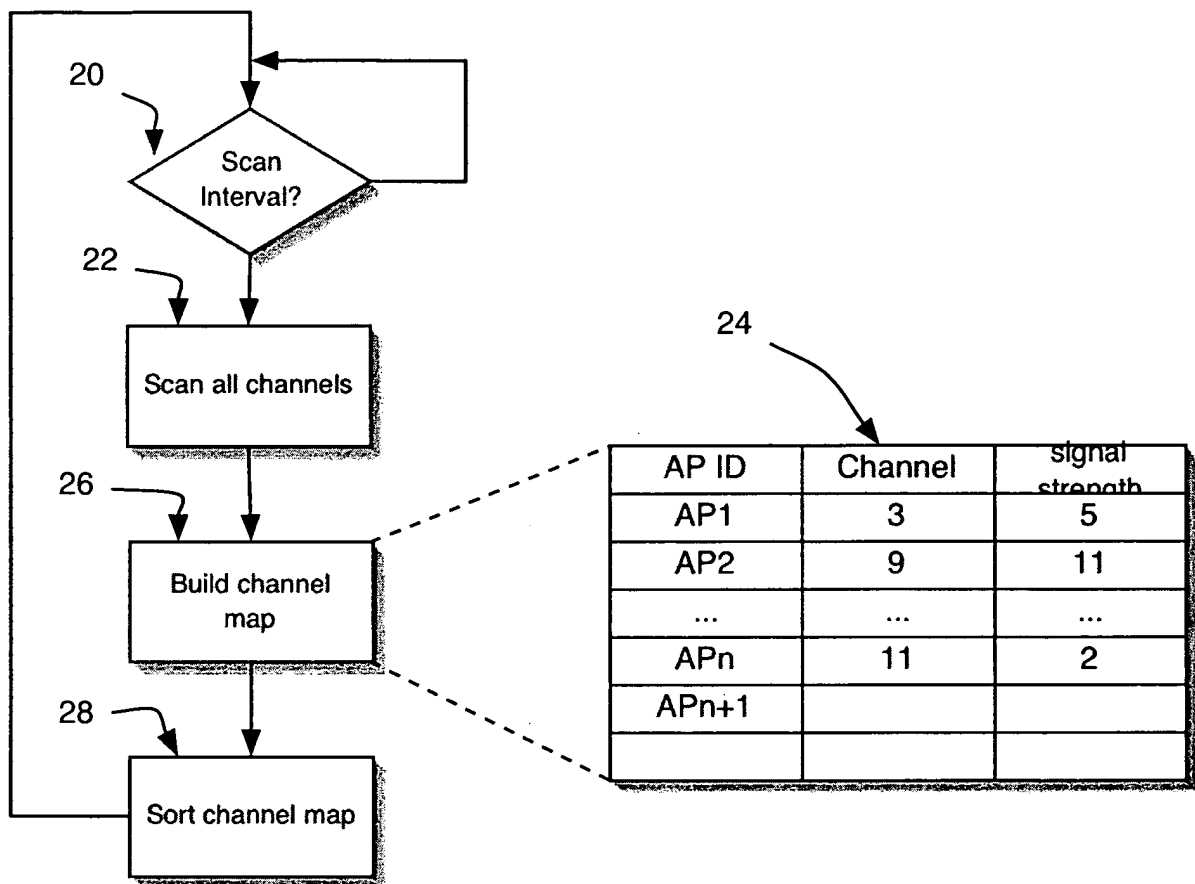 20
Scan
Interval?
22
Scan all channels
24
26
Build channel
map
AP ID Channel signal
strength
AP1 3 5
AP2 9 11
... ... ...
APn 11 2
APn+1
28
Sort channel map